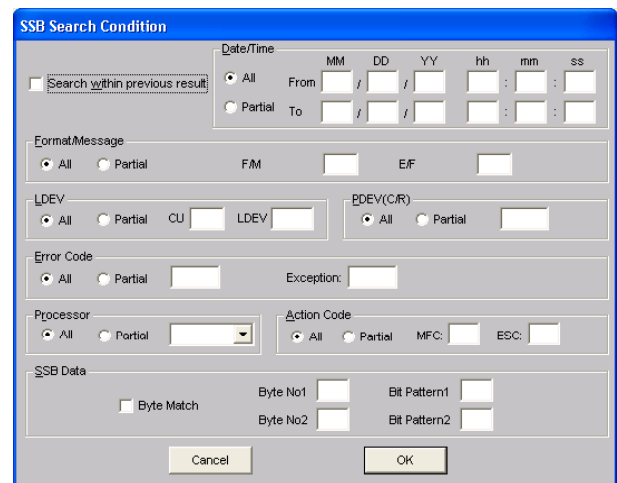 SSB Search Condition
Search within previous result
Date/Time
MM DD YY hh mm ss
All From / / : :
Partial To / / : :
Format/Message
All Partial F/M E/F
LDEV
All Partial CU LDEV
PDEV(C/R)
All Partial
Error Code
All Partial Exception:
Processor
All Partial
Action Code
All Partial MFC: ESC:
SSB Data
Byte Match
Byte No1 Bit Pattern1
Byte No2 Bit Pattern2
Cancel OK